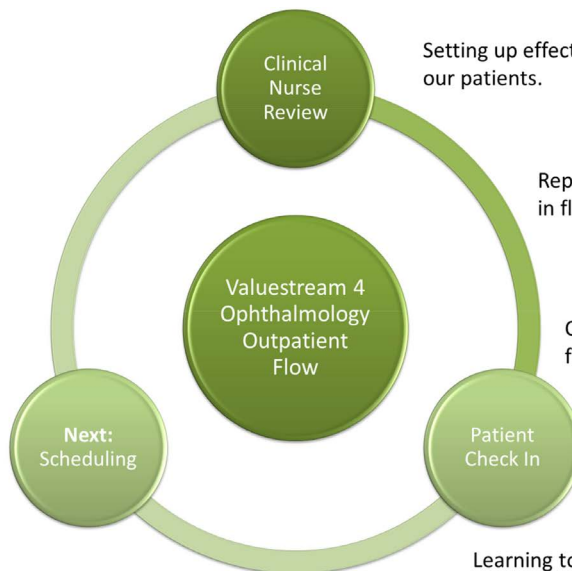 Clinical
Nurse
Review
Setting up effect
our patients.
Rep
in fl
Valuestream 4
Ophthalmology
Outpatient
Flow
f
Next:
Scheduling
Patient
Check In
Learning to